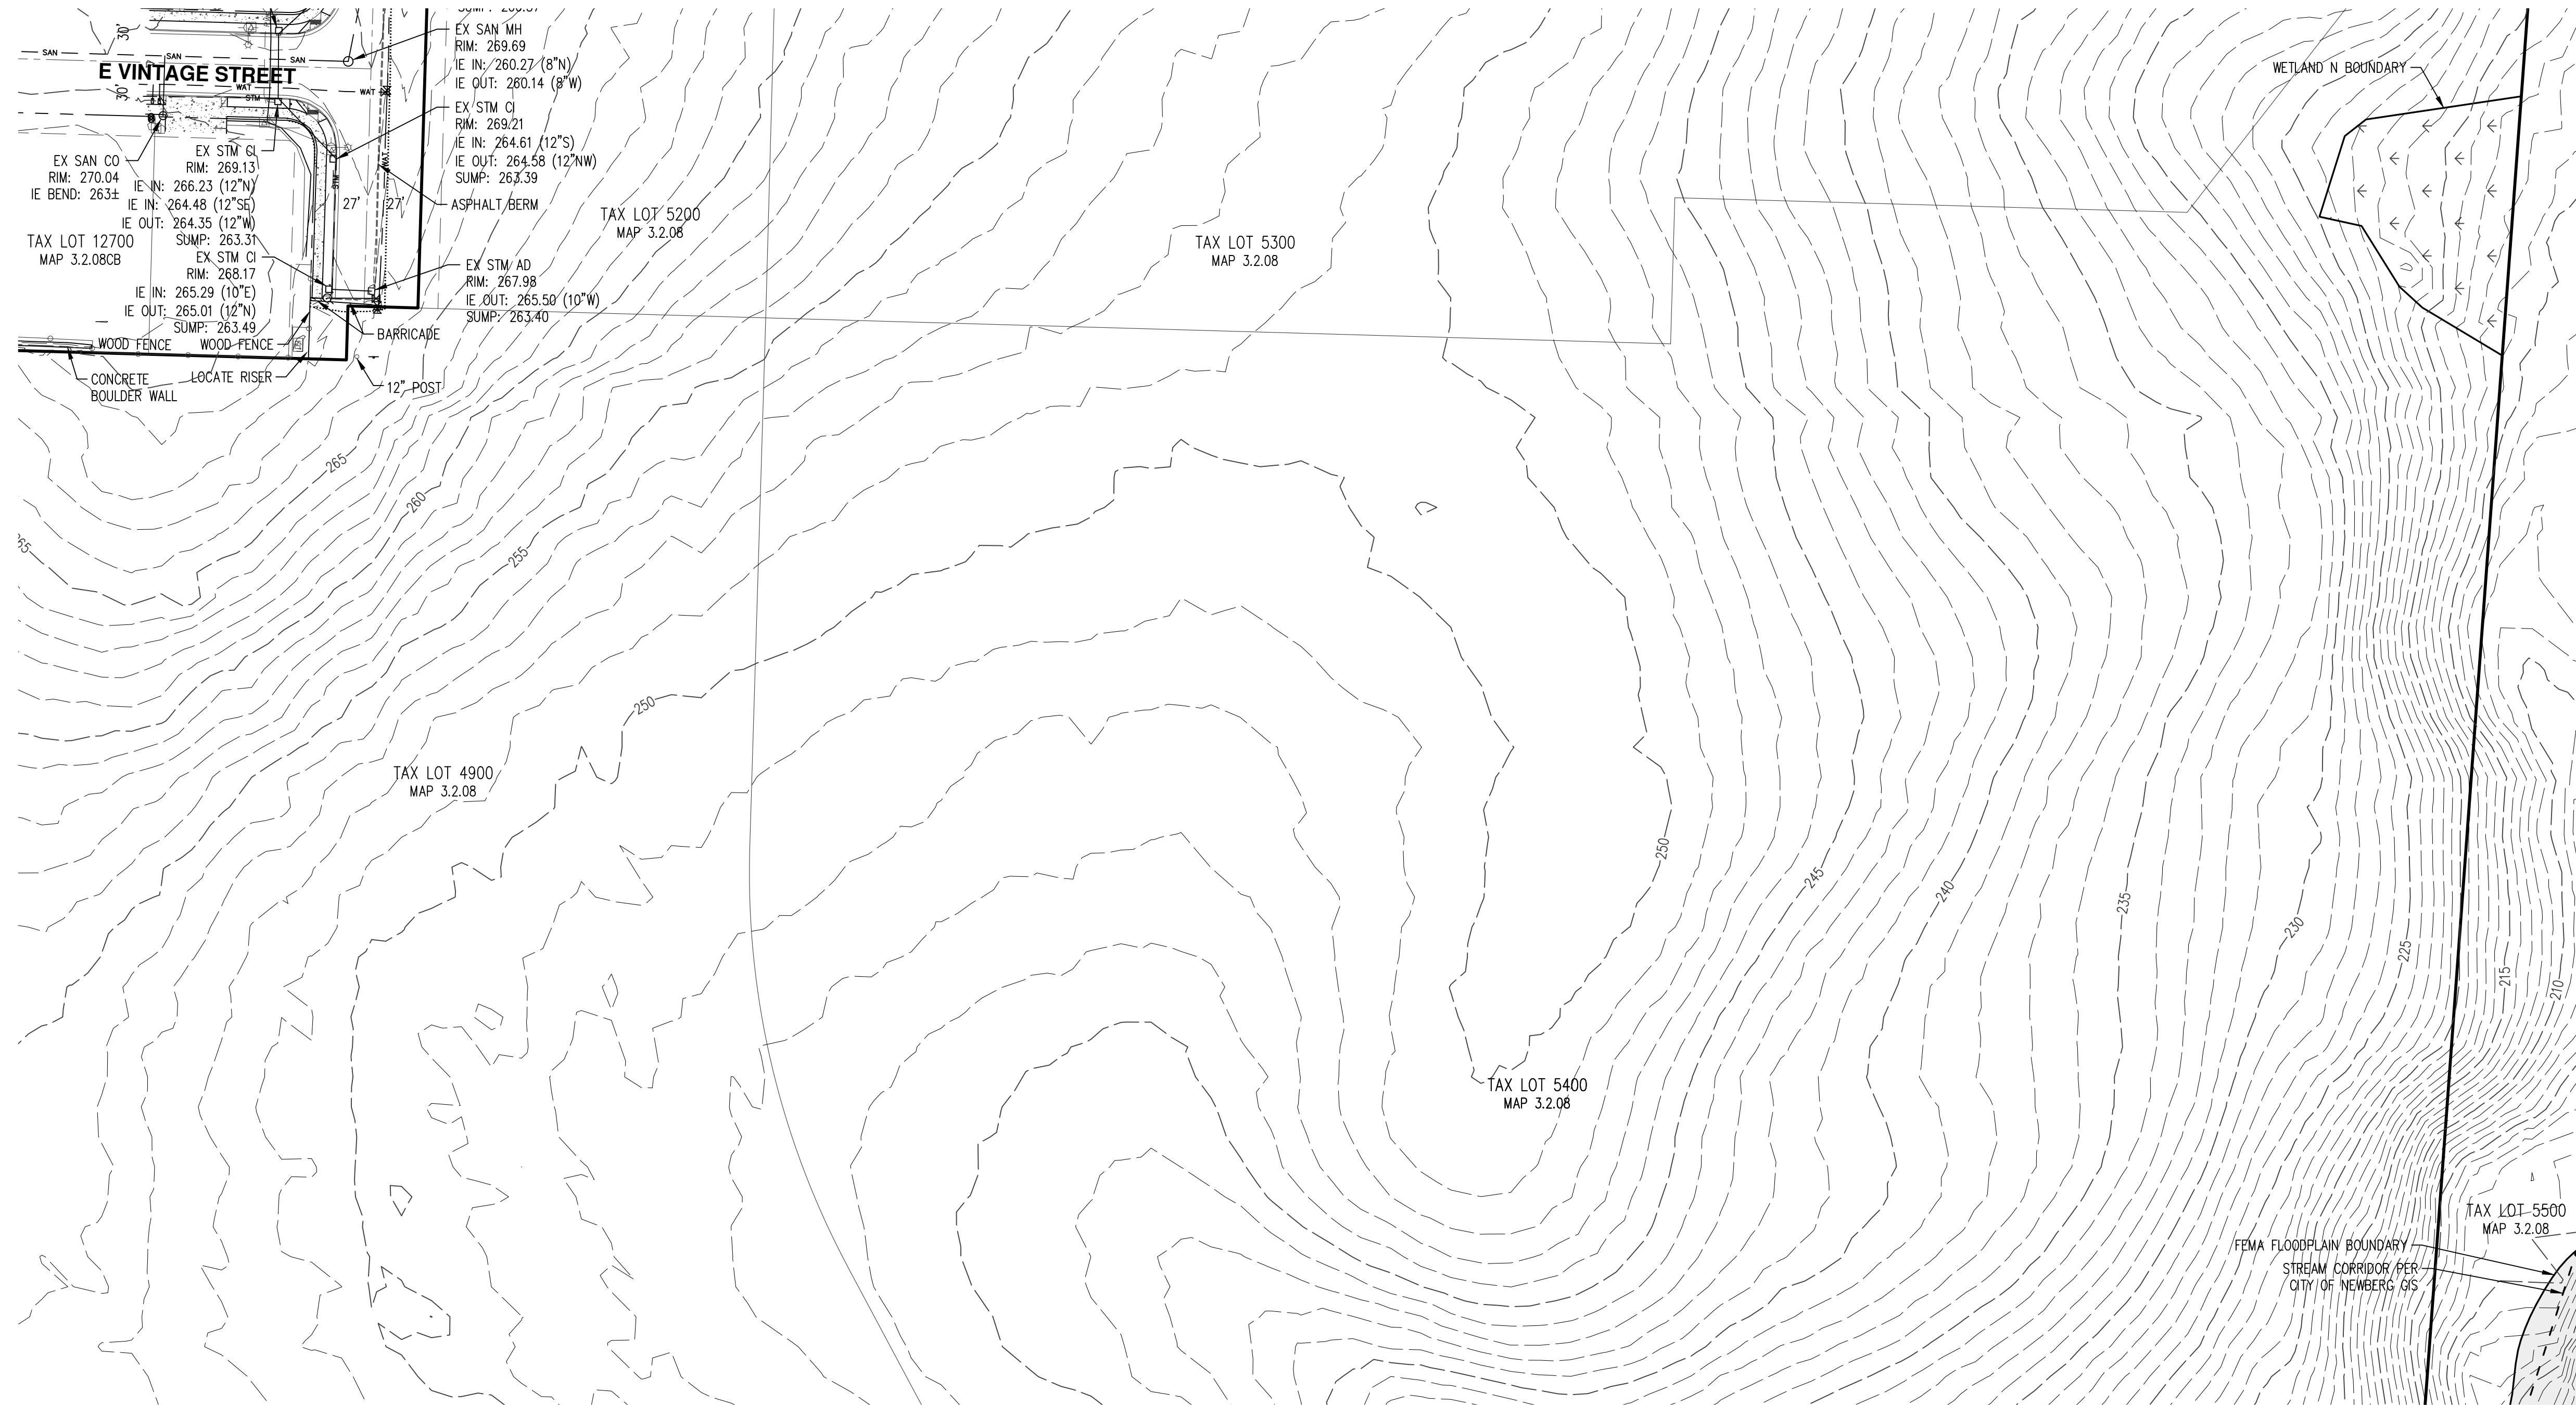 SUMP: 260.37
EX SAN MH
RIM: 269.69
IE IN: 260.27 (8"N)
IE OUT: 260.14 (8"W)
EX STM CI
RIM: 269.21
IE IN: 264.61 (12"S)
IE OUT: 264.58 (12"NW)
SUMP: 263.39
ASPHALT BERM
30'
SAN
SAN
SAN
E VINTAGE STREET
30'
WAT
WAT
STM
WAT
STM
27'
27'
EX SAN CO
RIM: 270.04
IE BEND: 263±
EX STM CI
RIM: 269.13
IE IN: 266.23 (12"N)
IE IN: 264.48 (12"SE)
IE OUT: 264.35 (12"W)
SUMP: 263.31
TAX LOT 12700
MAP 3.2.08CB
EX STM CI
RIM: 268.17
IE IN: 265.29 (10"E)
IE OUT: 265.01 (12"N)
SUMP: 263.49
EX STM AD
RIM: 267.98
IE OUT: 265.50 (10"W)
SUMP: 263.40
BARRICADE
WOOD FENCE
WOOD FENCE
CONCRETE
BOULDER WALL
LOCATE RISER
12" POST
TAX LOT 5200
MAP 3.2.08
TAX LOT 5300
MAP 3.2.08
WETLAND N BOUNDARY
265
260
255
250
TAX LOT 4900
MAP 3.2.08
250
245
240
235
230
225
215
210
TAX LOT 5400
MAP 3.2.08
TAX LOT 5500
MAP 3.2.08
FEMA FLOODPLAIN BOUNDARY
STREAM CORRIDOR PER
CITY OF NEWBERG GIS